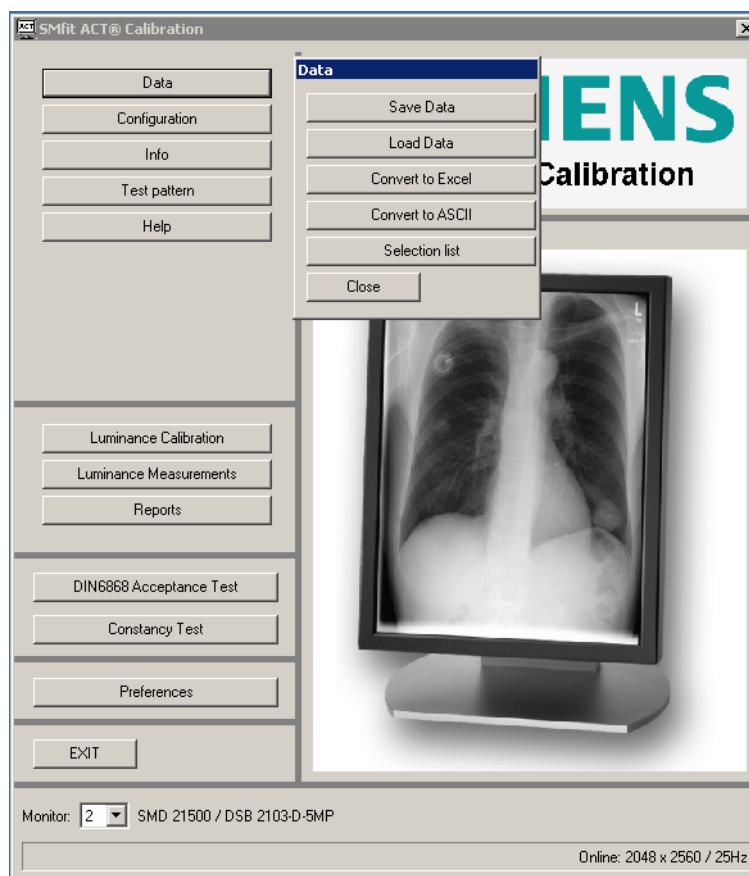 SMfit ACT® Calibration
Data
Configuration
Info
Test pattern
Help
Data
Save Data
Load Data
Convert to Excel
Convert to ASCII
Selection list
Close
IENS
Calibration
L
Luminance Calibration
Luminance Measurements
Reports
DIN6868 Acceptance Test
Constancy Test
Preferences
EXIT
Monitor: 2 SMD 21500 / DSB 2103-D-5MP
Online: 2048 x 2560 / 25Hz